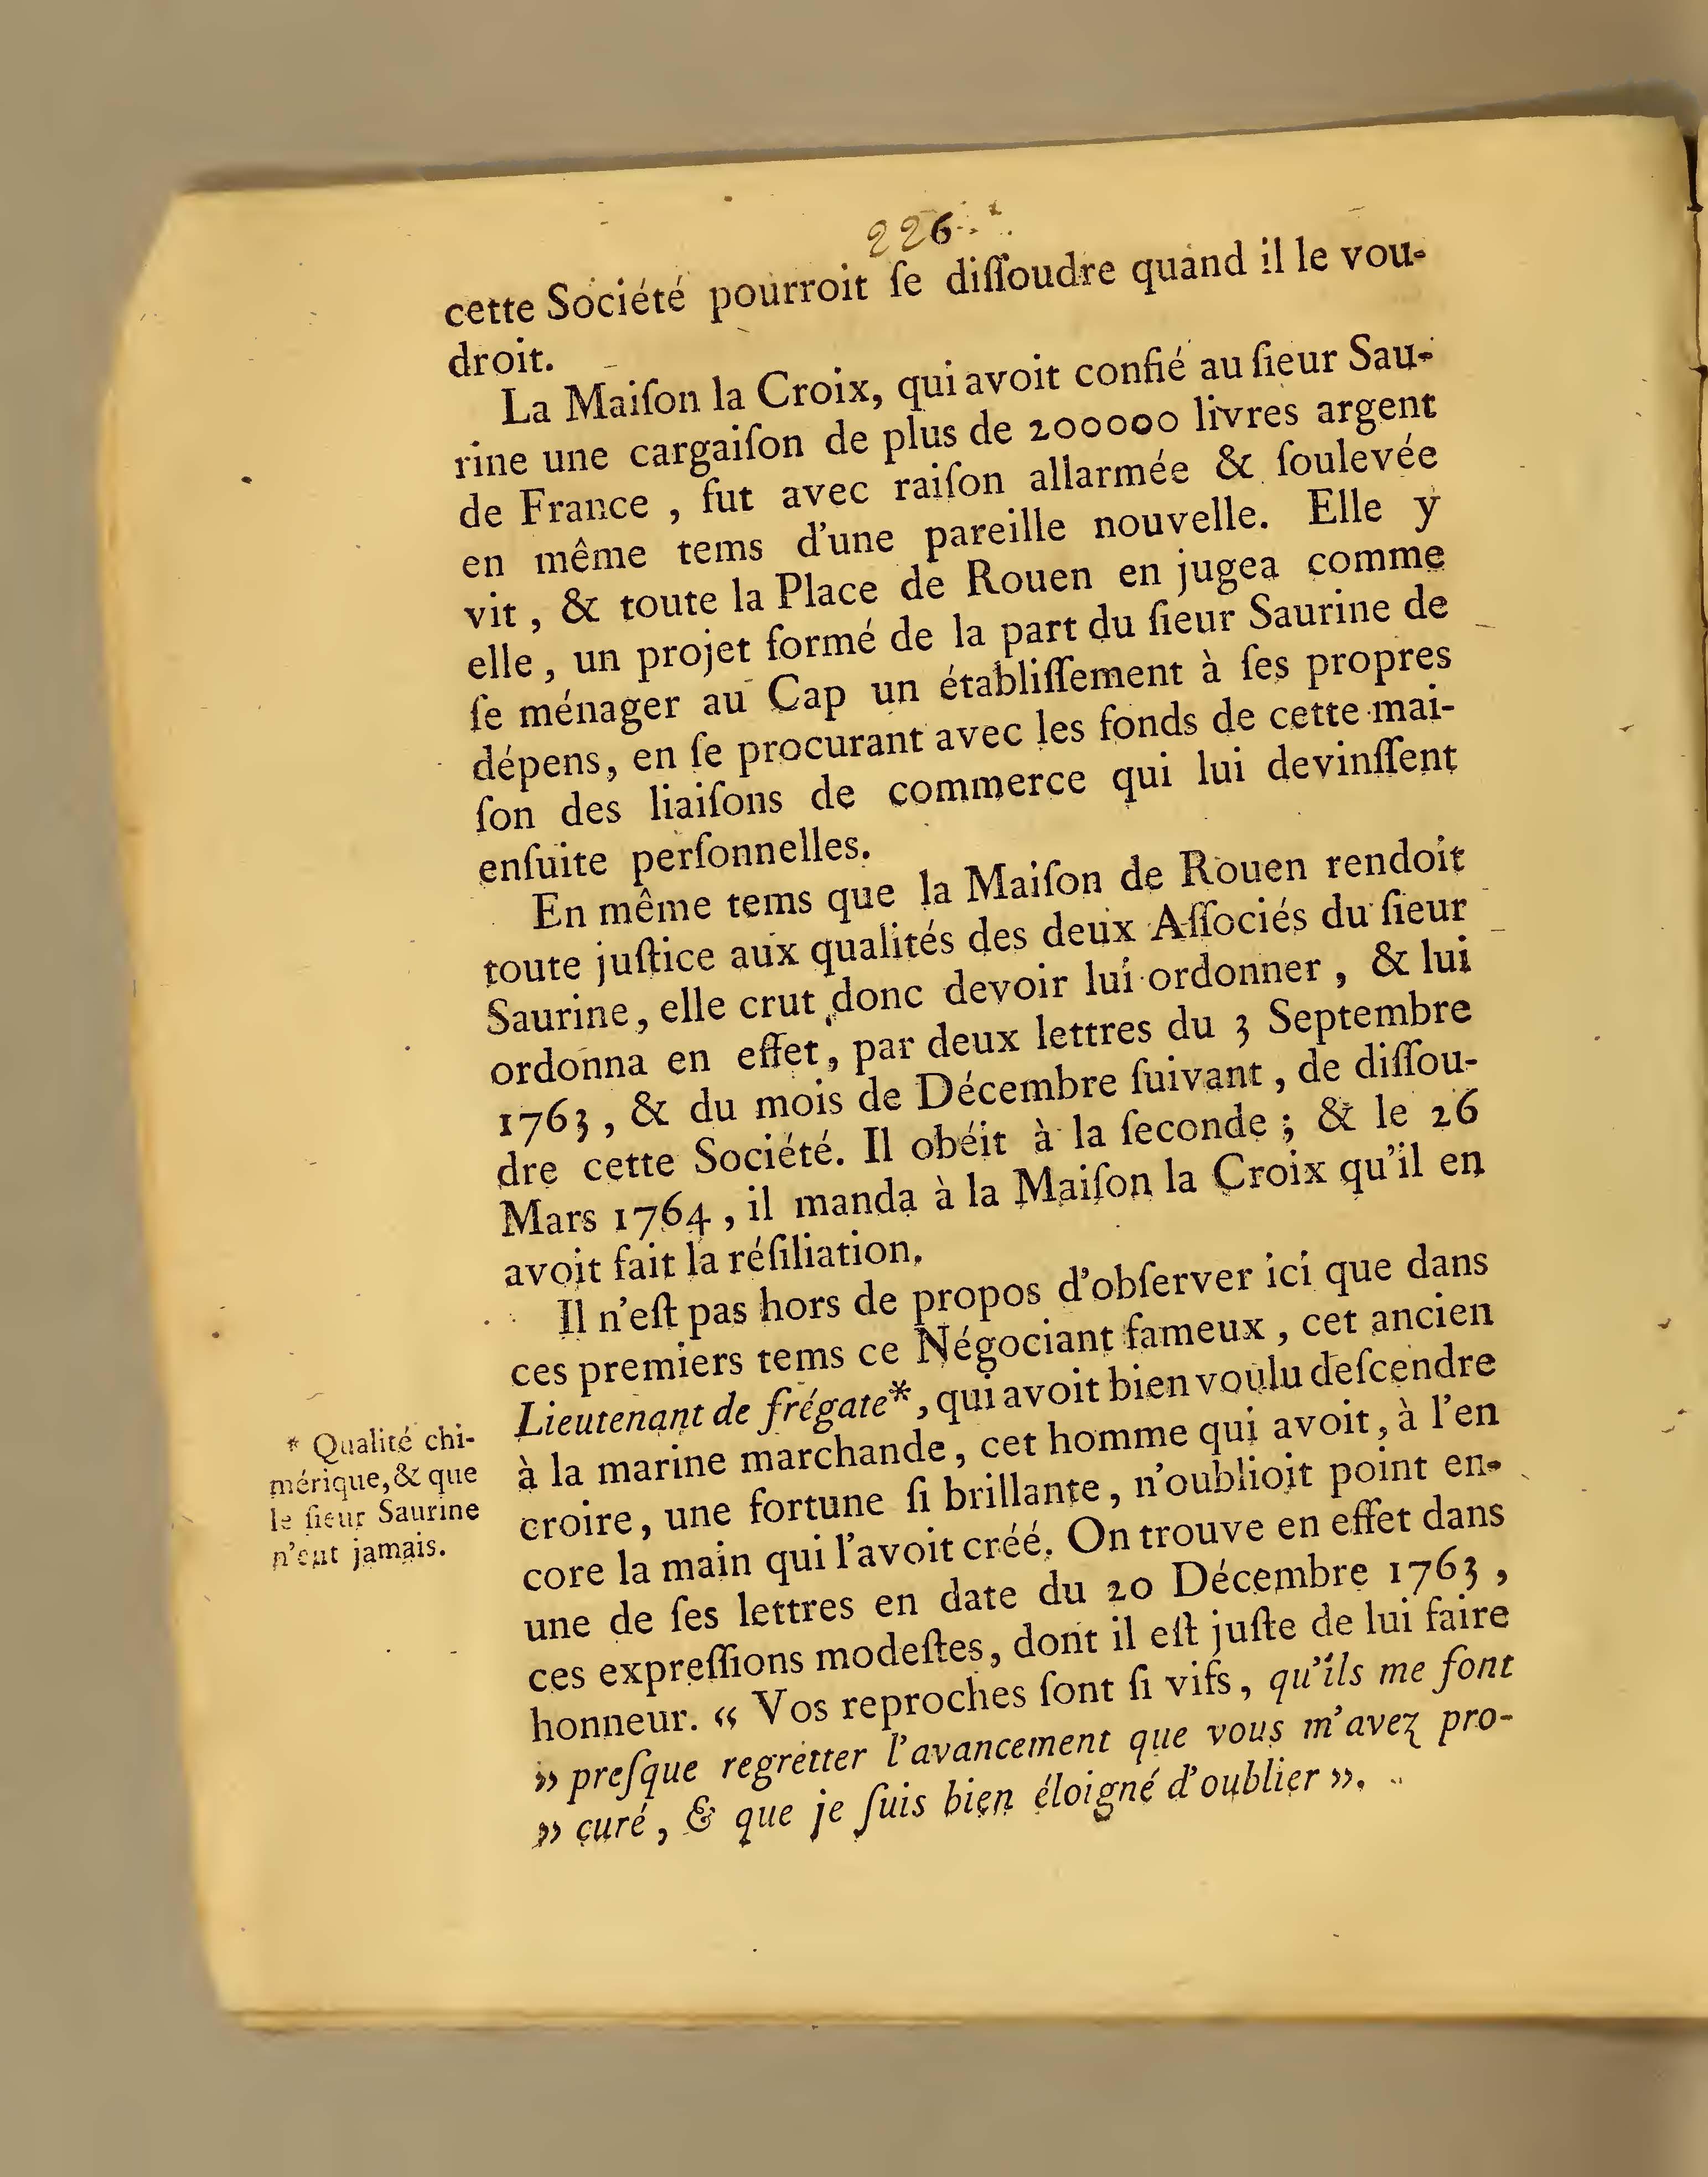 226
cette Société pourroit ſe diſſoudre quand il le vou-
droit.
La Maiſon la Croix, qui avoit confié au ſieur Sau-
rine une cargaiſon de plus de 200000 livres argent
de France , fut avec raiſon allarmée & ſoulevée
en même tems d'une pareille nouvelle. Elle y
vit , & toute la Place de Rouen en jugea comme
elle , un projet formé de la part du ſieur Saurine de
ſe ménager au Cap un établiſſement à ſes propres
dépens, en ſe procurant avec les fonds de cette mai-
ſon des liaiſons de commerce qui lui devinſſent
enſuite perſonnelles.
En même tems que la Maiſon de Rouen rendoit
toute juſtice aux qualités des deux Aſſociés du ſieur
Saurine, elle crut donc devoir lui ordonner , & lui
ordonna en effet, par deux lettres du 3 Septembre
1763 , & du mois de Décembre ſuivant , de diſſou-
dre cette Société. Il obéit à la ſeconde ; & le 26
Mars 1764 , il manda à la Maiſon la Croix qu'il en
avoit fait la réſiliation.
Il n'eſt pas hors de propos d'obſerver ici que dans
ces premiers tems ce Négociant fameux , cet ancien
Lieutenant de frégate*, qui avoit bien voulu deſcendre
à la marine marchande, cet homme qui avoit, à l'en
croire, une fortune ſi brillante, n'oublioit point en-
core la main qui l'avoit créé. On trouve en effet dans
une de ſes lettres en date du 20 Décembre 1763 ,
ces expreſſions modeſtes, dont il eſt juſte de lui faire
honneur. « Vos reproches ſont ſi vifs, qu'ils me font
» preſque regretter l'avancement que vous m'avez pro-
» curé, & que je ſuis bien éloigné d'oublier ».
* Qualité chi-
mérique, & que
le ſieur Saurine
n'eut jamais.